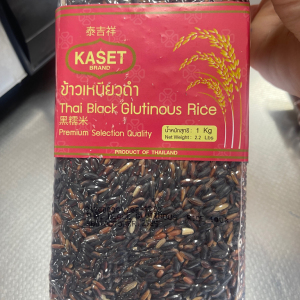 泰吉祥
KASET
BRAND
ข้าวเหนียวดำ
Thai Black Glutinous Rice
黑糯米
Premium Selection Quality
น้ำหนักสุทธิ : 1 Kg
Net Weight : 2.2 Lbs
PRODUCT OF THAILAND